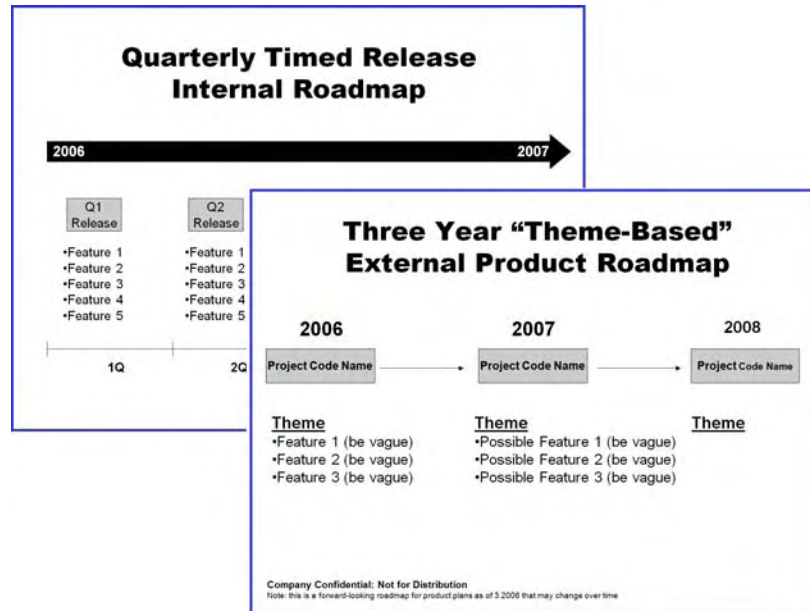 Quarterly Timed Release
Internal Roadmap
2006 2007
Q1
Release
•Feature 1
•Feature 2
•Feature 3
•Feature 4
•Feature 5
Q2
Release
•Feature 1
•Feature 2
•Feature 3
•Feature 4
•Feature 5
1Q 2Q
Three Year “Theme-Based”
External Product Roadmap
2006 2007 2008
Project Code Name Project Code Name Project Code Name
Theme
•Feature 1 (be vague)
•Feature 2 (be vague)
•Feature 3 (be vague)
Theme
•Possible Feature 1 (be vague)
•Possible Feature 2 (be vague)
•Possible Feature 3 (be vague)
Theme
Company Confidential: Not for Distribution
Note: this is a forward-looking roadmap for product plans as of 3.2006 that may change over time